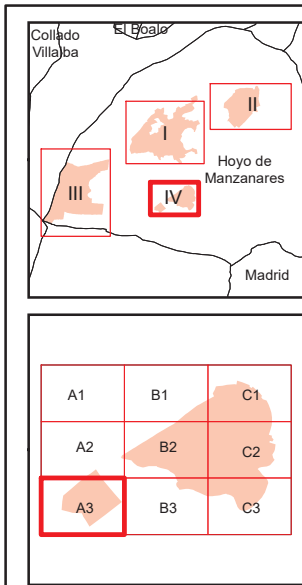 Collado
Villalba
El Boalo
I
II
Hoyo de
Manzanares
III
IV
Madrid
A1
B1
C1
A2
B2
C2
A3
B3
C3